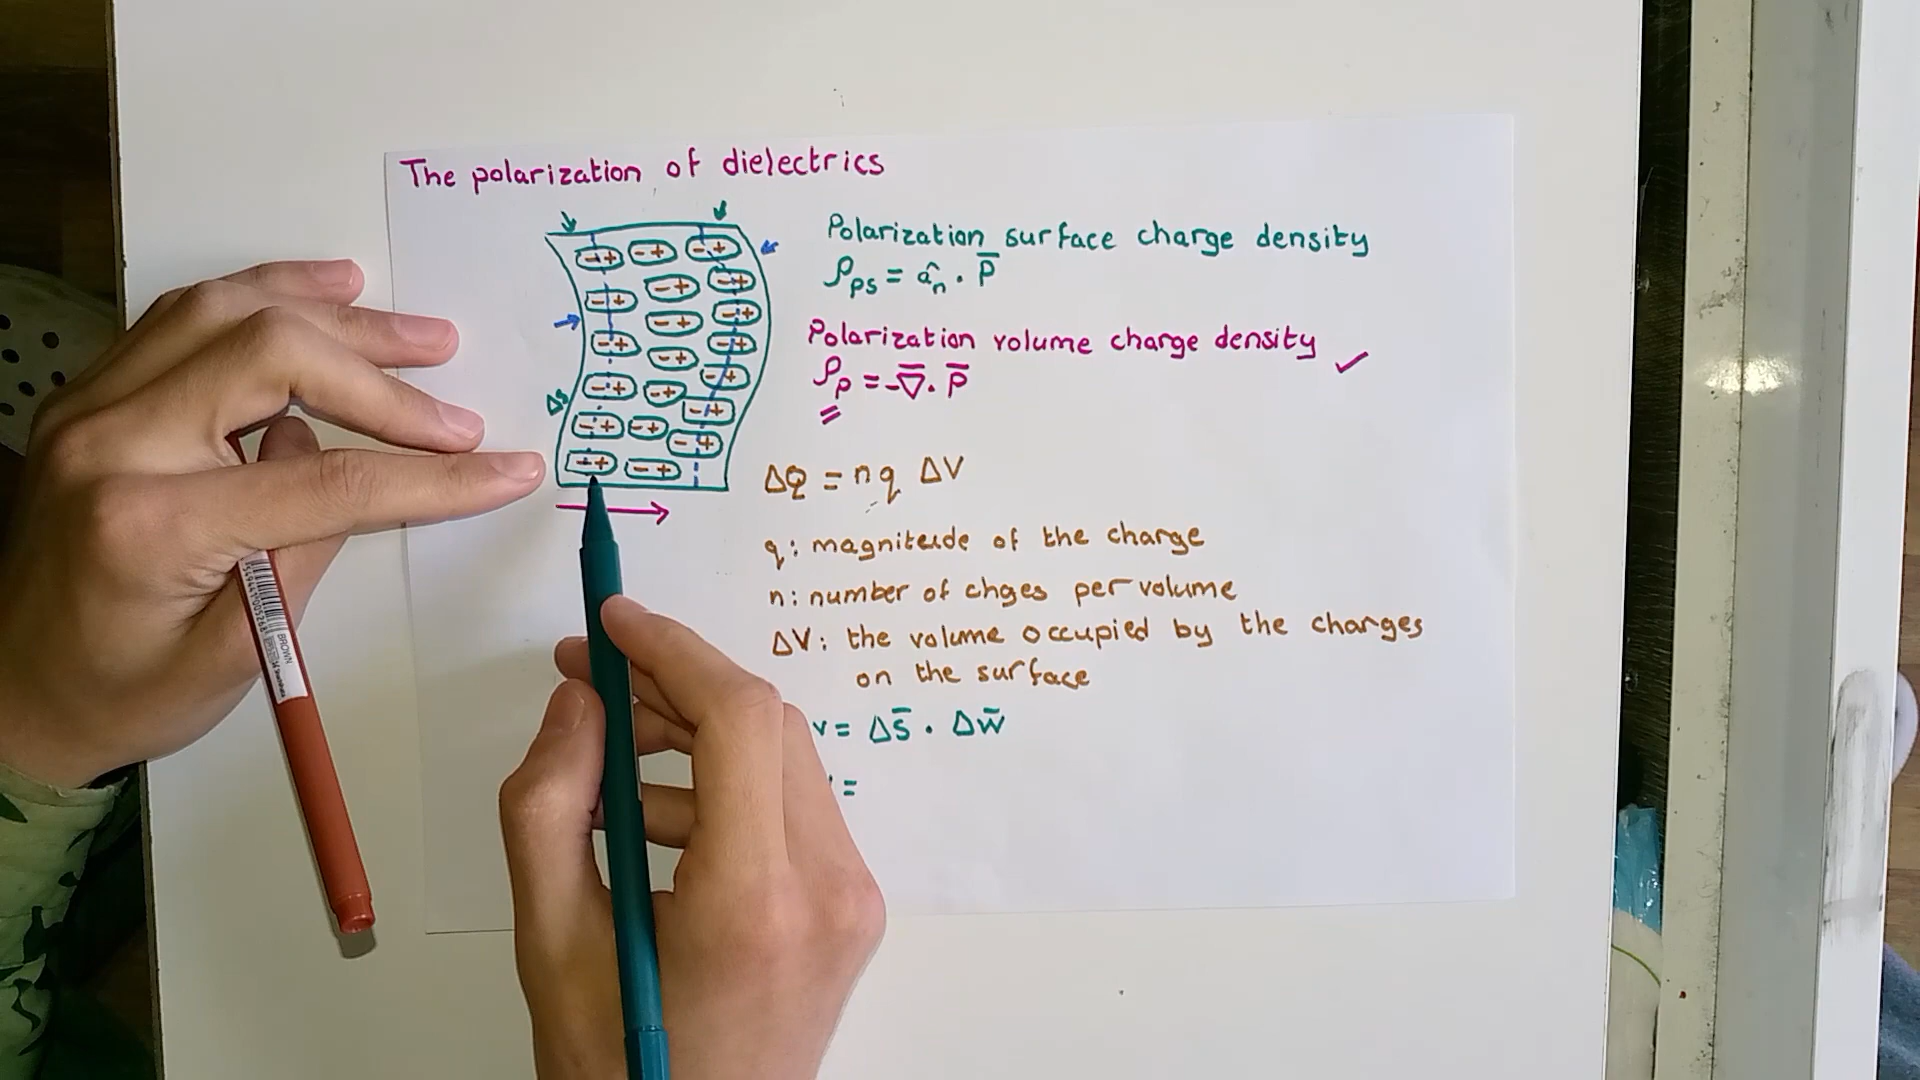 The polarization of dielectrics
Polarization surface charge density
ρps = ân · P̅
Polarization volume charge density ✓
ρp = -∇̅ · P̅
Δs
ΔQ = nq ΔV
q: magnitude of the charge
n: number of chges per volume
ΔV: the volume occupied by the charges
on the surface
v = ΔS̅ · ΔW̅
=
BROWN